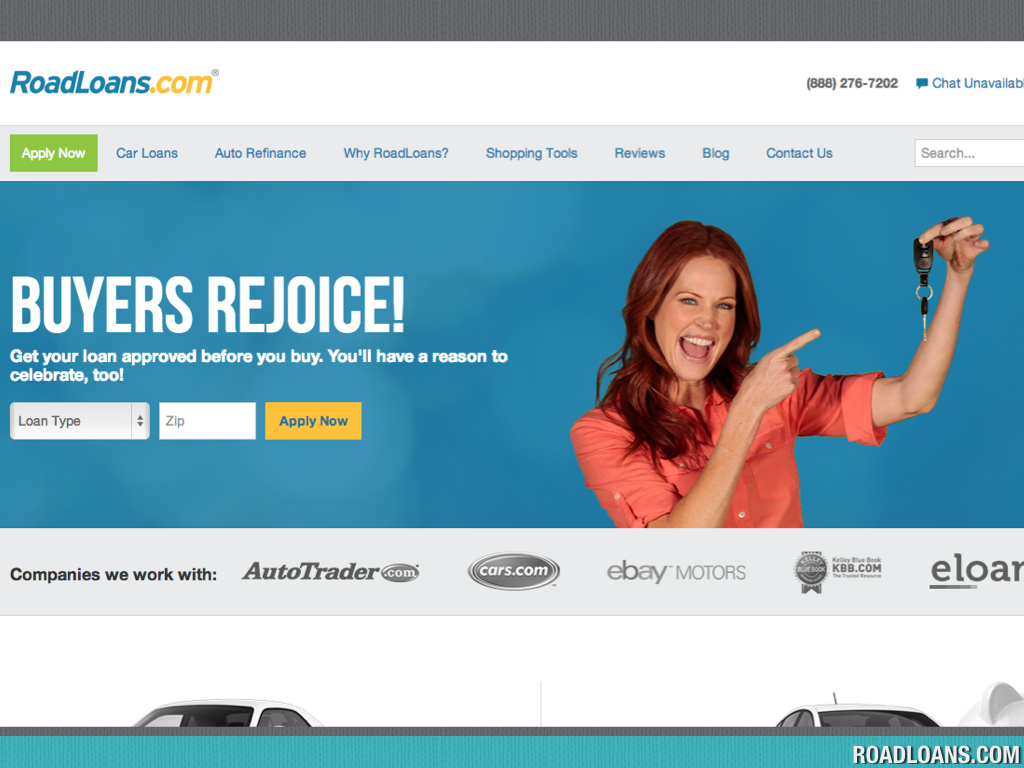 RoadLoans.com®
(888) 276-7202 Chat Unavailabl
Apply Now Car Loans Auto Refinance Why RoadLoans? Shopping Tools Reviews Blog Contact Us Search...
BUYERS REJOICE!
Get your loan approved before you buy. You'll have a reason to
celebrate, too!
Loan Type Zip Apply Now
Companies we work with: AutoTrader.com cars.com ebay MOTORS Kelley Blue Book
KBB.COM
The Trusted Resource
eloan
ROADLOANS.COM